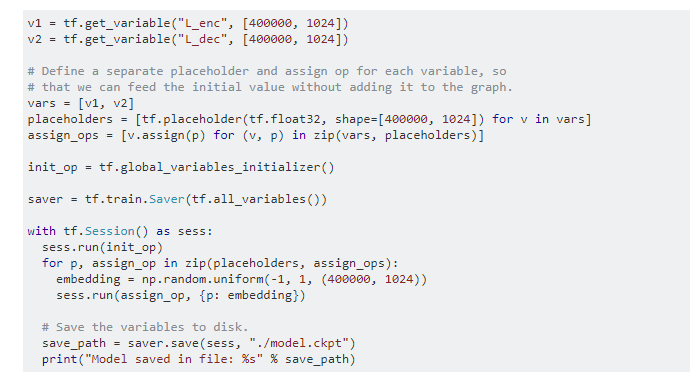 v1 = tf.get_variable("L_enc", [400000, 1024])
v2 = tf.get_variable("L_dec", [400000, 1024])

# Define a separate placeholder and assign op for each variable, so
# that we can feed the initial value without adding it to the graph.
vars = [v1, v2]
placeholders = [tf.placeholder(tf.float32, shape=[400000, 1024]) for v in vars]
assign_ops = [v.assign(p) for (v, p) in zip(vars, placeholders)]

init_op = tf.global_variables_initializer()

saver = tf.train.Saver(tf.all_variables())

with tf.Session() as sess:
  sess.run(init_op)
  for p, assign_op in zip(placeholders, assign_ops):
    embedding = np.random.uniform(-1, 1, (400000, 1024))
    sess.run(assign_op, {p: embedding})

  # Save the variables to disk.
  save_path = saver.save(sess, "./model.ckpt")
  print("Model saved in file: %s" % save_path)